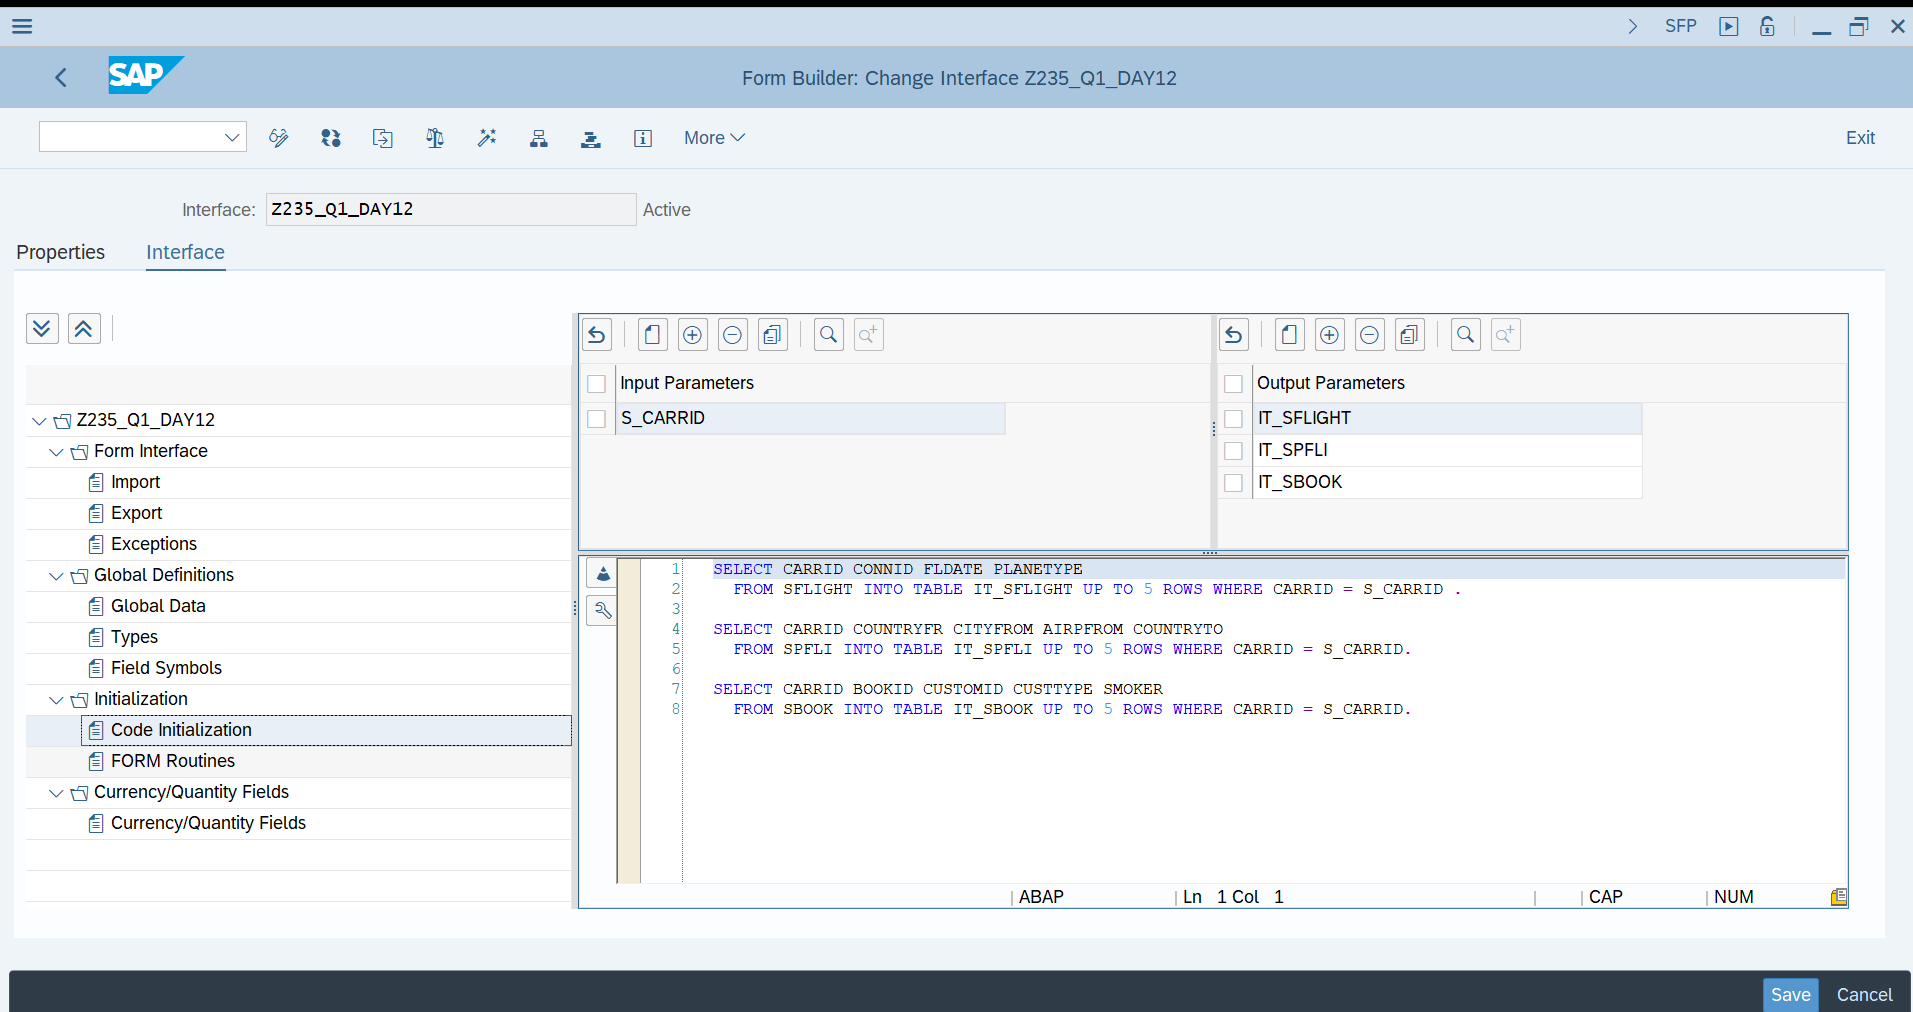 SFP
SAP
Form Builder: Change Interface Z235_Q1_DAY12
More
Exit
Interface: Z235_Q1_DAY12 Active
Properties Interface
Input Parameters
S_CARRID
Output Parameters
IT_SFLIGHT
IT_SPFLI
IT_SBOOK
Z235_Q1_DAY12
Form Interface
Import
Export
Exceptions
Global Definitions
Global Data
Types
Field Symbols
Initialization
Code Initialization
FORM Routines
Currency/Quantity Fields
Currency/Quantity Fields
1 SELECT CARRID CONNID FLDATE PLANETYPE
2 FROM SFLIGHT INTO TABLE IT_SFLIGHT UP TO 5 ROWS WHERE CARRID = S_CARRID .
3
4 SELECT CARRID COUNTRYFR CITYFROM AIRPFROM COUNTRYTO
5 FROM SPFLI INTO TABLE IT_SPFLI UP TO 5 ROWS WHERE CARRID = S_CARRID.
6
7 SELECT CARRID BOOKID CUSTOMID CUSTTYPE SMOKER
8 FROM SBOOK INTO TABLE IT_SBOOK UP TO 5 ROWS WHERE CARRID = S_CARRID.
ABAP Ln 1 Col 1 CAP NUM
Save Cancel